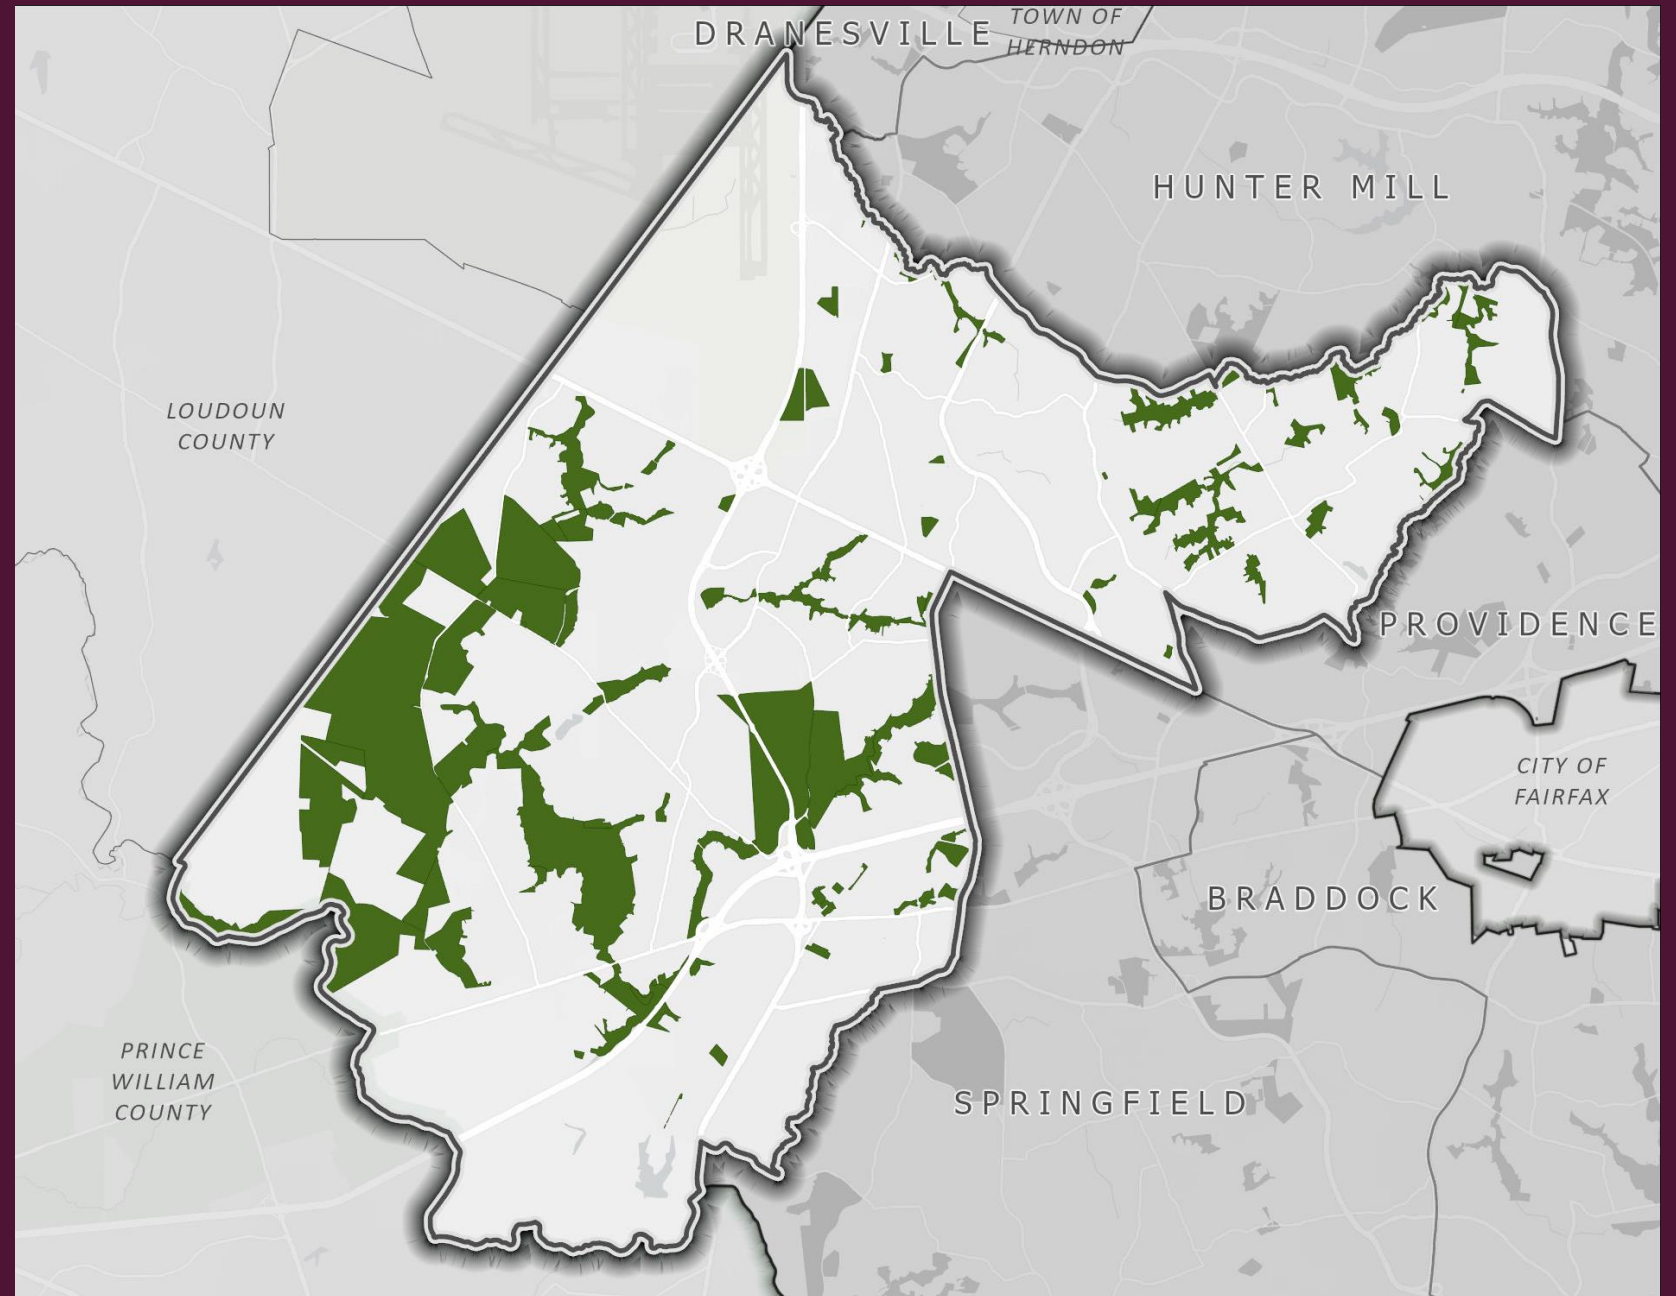 TOWN OF
HERNDON
DRANESVILLE
HUNTER MILL
LOUDOUN
COUNTY
PROVIDENCE
CITY OF
FAIRFAX
BRADDOCK
PRINCE
WILLIAM
COUNTY
SPRINGFIELD